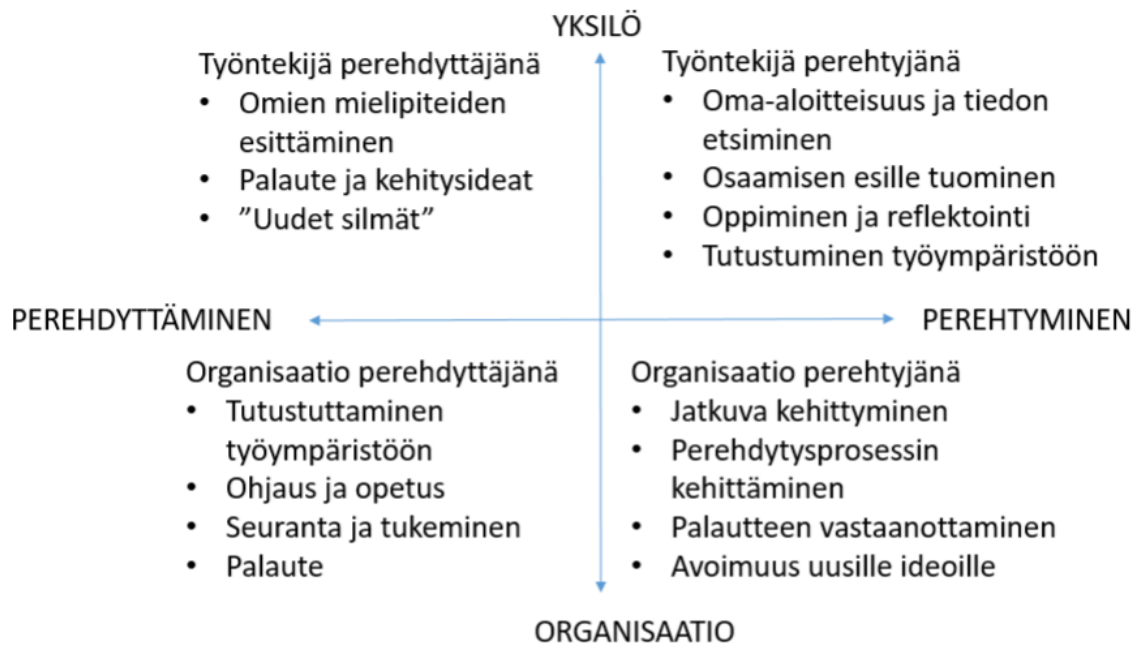 YKSILÖ
Työntekijä perehdyttäjänä
• Omien mielipiteiden
esittäminen
• Palaute ja kehitysideat
• ”Uudet silmät”
Työntekijä perehtyjänä
• Oma-aloitteisuus ja tiedon
etsiminen
• Osaamisen esille tuominen
• Oppiminen ja reflektointi
• Tutustuminen työympäristöön
PEREHDYTTÄMINEN
PEREHTYMINEN
Organisaatio perehdyttäjänä
• Tutustuttaminen
työympäristöön
• Ohjaus ja opetus
• Seuranta ja tukeminen
• Palaute
Organisaatio perehtyjänä
• Jatkuva kehittyminen
• Perehdytysprosessin
kehittäminen
• Palautteen vastaanottaminen
• Avoimuus uusille ideoille
ORGANISAATIO